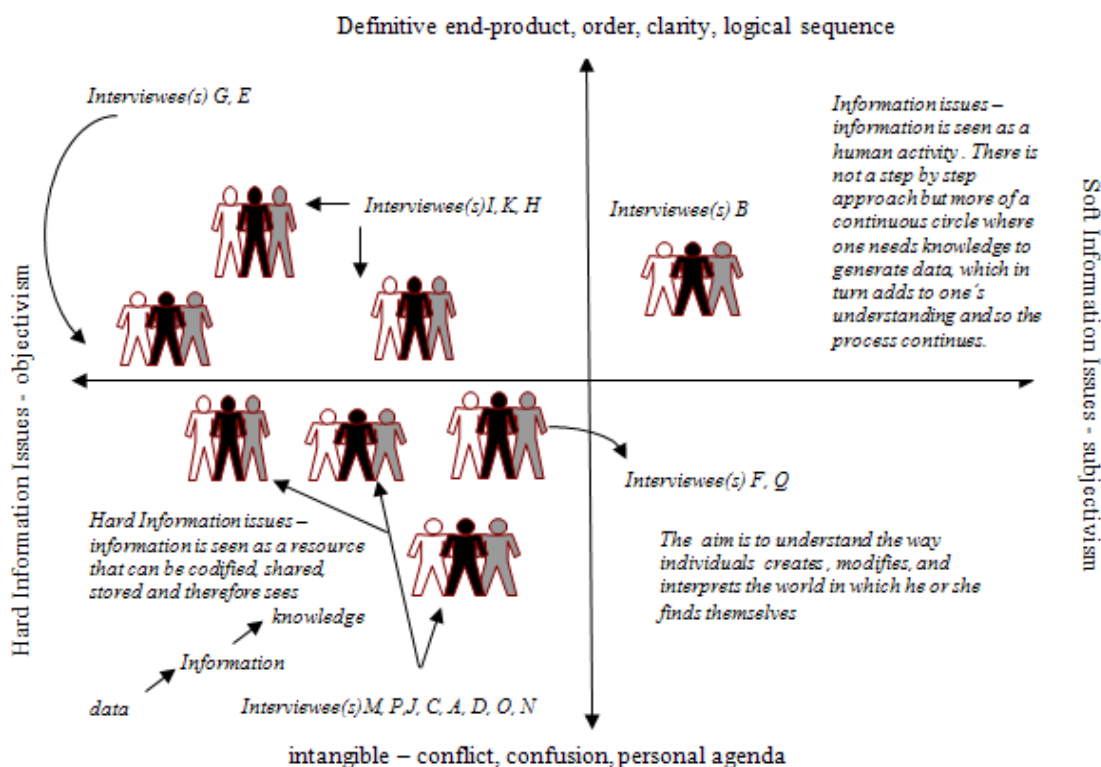 Definitive end-product, order, clarity, logical sequence
Interviewee(s) G, E
Interviewee(s)I, K, H
Interviewee(s) B
Information issues –
information is seen as a
human activity . There is
not a step by step
approach but more of a
continuous circle where
one needs knowledge to
generate data, which in
turn adds to one´s
understanding and so the
process continues.
Hard Information Issues - objectivism
Soft Information Issues - subjectivism
Interviewee(s) F, Q
Hard Information issues –
information is seen as a resource
that can be codified, shared,
stored and therefore sees
knowledge
Information
data
The aim is to understand the way
individuals creates , modifies, and
interprets the world in which he or she
finds themselves
Interviewee(s)M, P,J, C, A, D, O, N
intangible – conflict, confusion, personal agenda